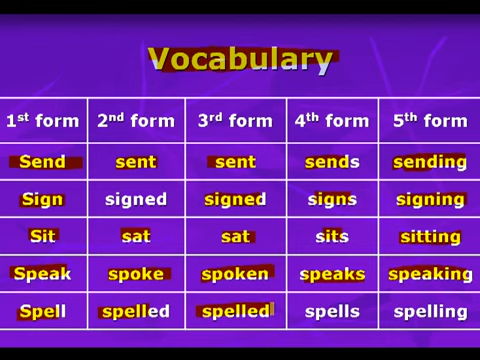 Vocabulary
1st form 2nd form 3rd form 4th form 5th form
Send sent sent sends sending
Sign signed signed signs signing
Sit sat sat sits sitting
Speak spoke spoken speaks speaking
Spell spelled spelled spells spelling